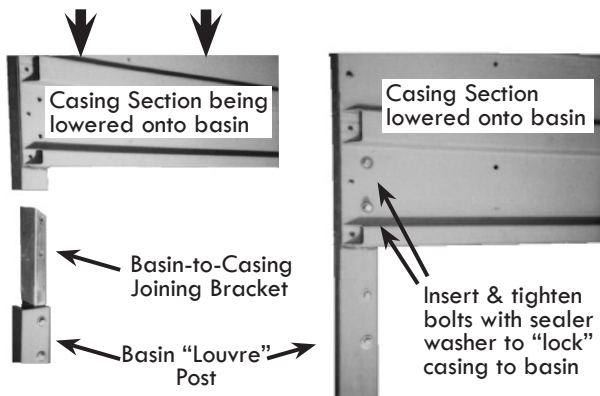 Casing Section being
lowered onto basin
Casing Section
lowered onto basin
Basin-to-Casing
Joining Bracket
Basin “Louvre”
Post
Insert & tighten
bolts with sealer
washer to “lock”
casing to basin